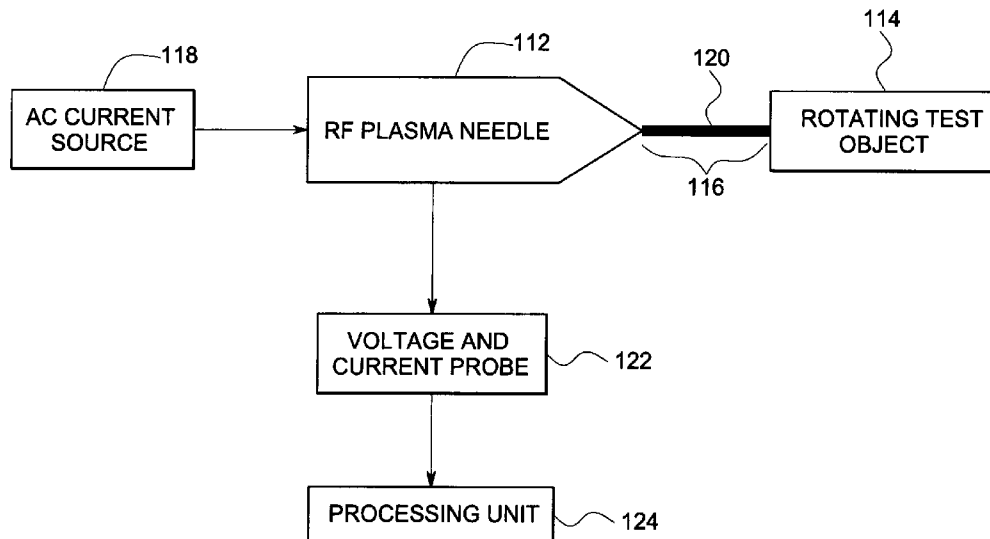 118
112
120
114
AC CURRENT
SOURCE
RF PLASMA NEEDLE
ROTATING TEST
OBJECT
116
VOLTAGE AND
CURRENT PROBE
122
PROCESSING UNIT
124